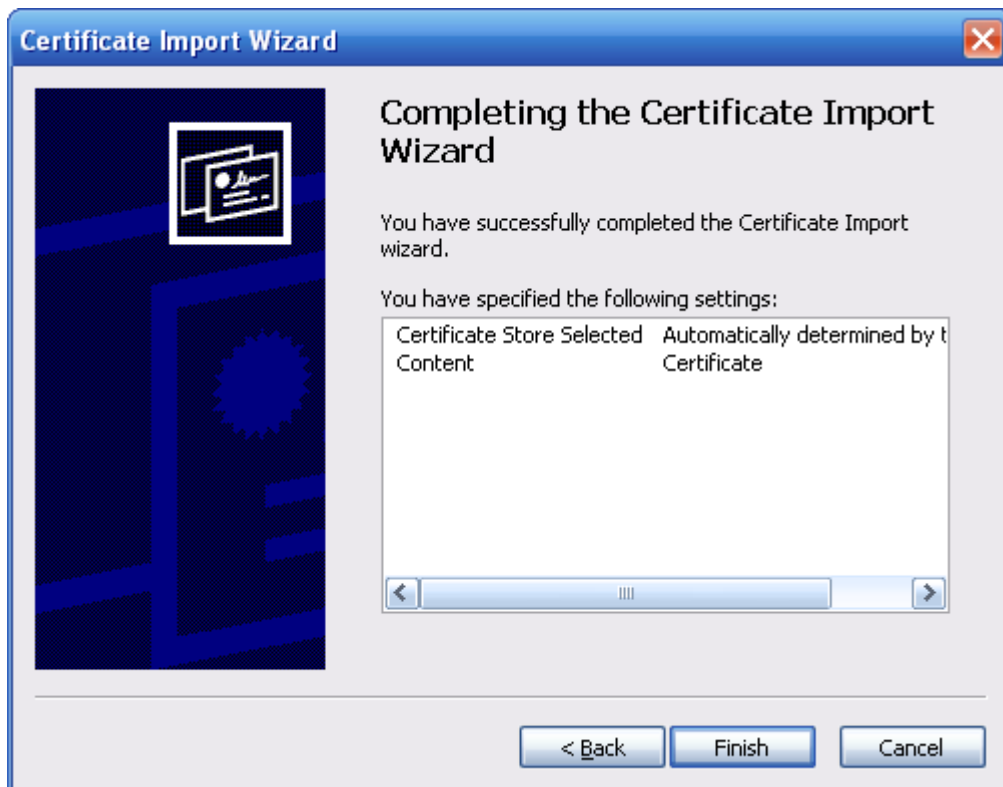 Certificate Import Wizard
Completing the Certificate Import
Wizard
You have successfully completed the Certificate Import
wizard.
You have specified the following settings:
Certificate Store Selected Automatically determined by t
Content Certificate
< Back Finish Cancel